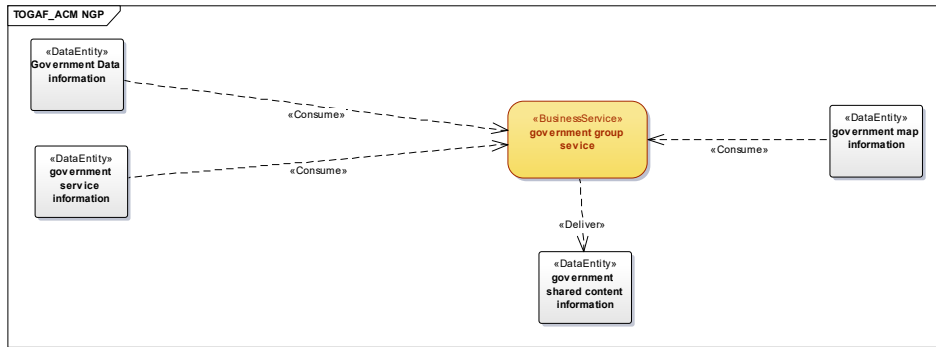 TOGAF_ACM NGP
«DataEntity»
Government Data
information
«Consume»
«DataEntity»
government
service
information
«Consume»
«BusinessService»
government group
sevice
«Consume»
«DataEntity»
government map
information
«Deliver»
«DataEntity»
government
shared content
information